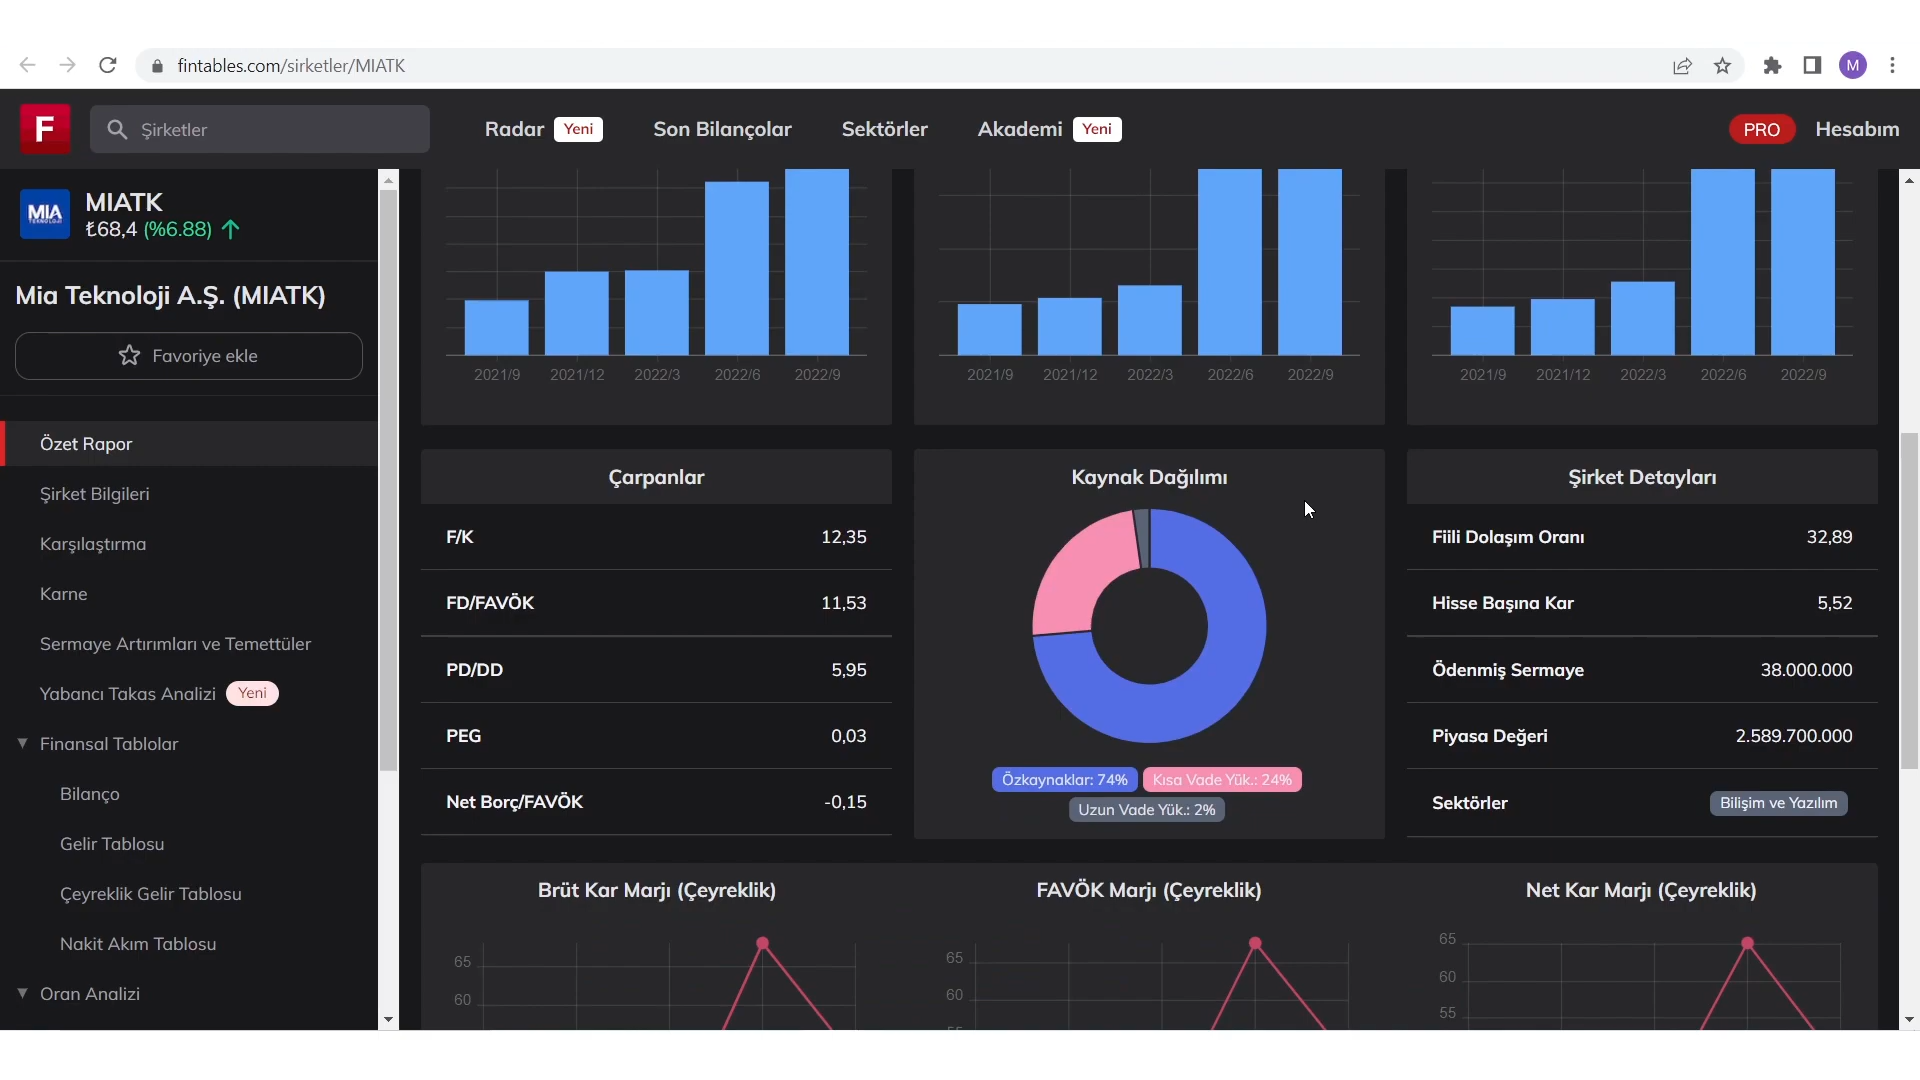 fintables.com/sirketler/MIATK
M
F
Şirketler
Radar Yeni
Son Bilançolar
Sektörler
Akademi Yeni
PRO
Hesabım
MIA
TEKNOLOJİ
MIATK
₺68,4 (%6.88)
Mia Teknoloji A.Ş. (MIATK)
Favoriye ekle
Özet Rapor
Şirket Bilgileri
Karşılaştırma
Karne
Sermaye Artırımları ve Temettüler
Yabancı Takas Analizi Yeni
Finansal Tablolar
Bilanço
Gelir Tablosu
Çeyreklik Gelir Tablosu
Nakit Akım Tablosu
Oran Analizi
2021/9 2021/12 2022/3 2022/6 2022/9
2021/9 2021/12 2022/3 2022/6 2022/9
2021/9 2021/12 2022/3 2022/6 2022/9
Çarpanlar
F/K 12,35
FD/FAVÖK 11,53
PD/DD 5,95
PEG 0,03
Net Borç/FAVÖK -0,15
Kaynak Dağılımı
Özkaynaklar: 74% Kısa Vade Yük.: 24%
Uzun Vade Yük.: 2%
Şirket Detayları
Fiili Dolaşım Oranı 32,89
Hisse Başına Kar 5,52
Ödenmiş Sermaye 38.000.000
Piyasa Değeri 2.589.700.000
Sektörler Bilişim ve Yazılım
Brüt Kar Marjı (Çeyreklik)
65
60
FAVÖK Marjı (Çeyreklik)
65
60
Net Kar Marjı (Çeyreklik)
65
60
55